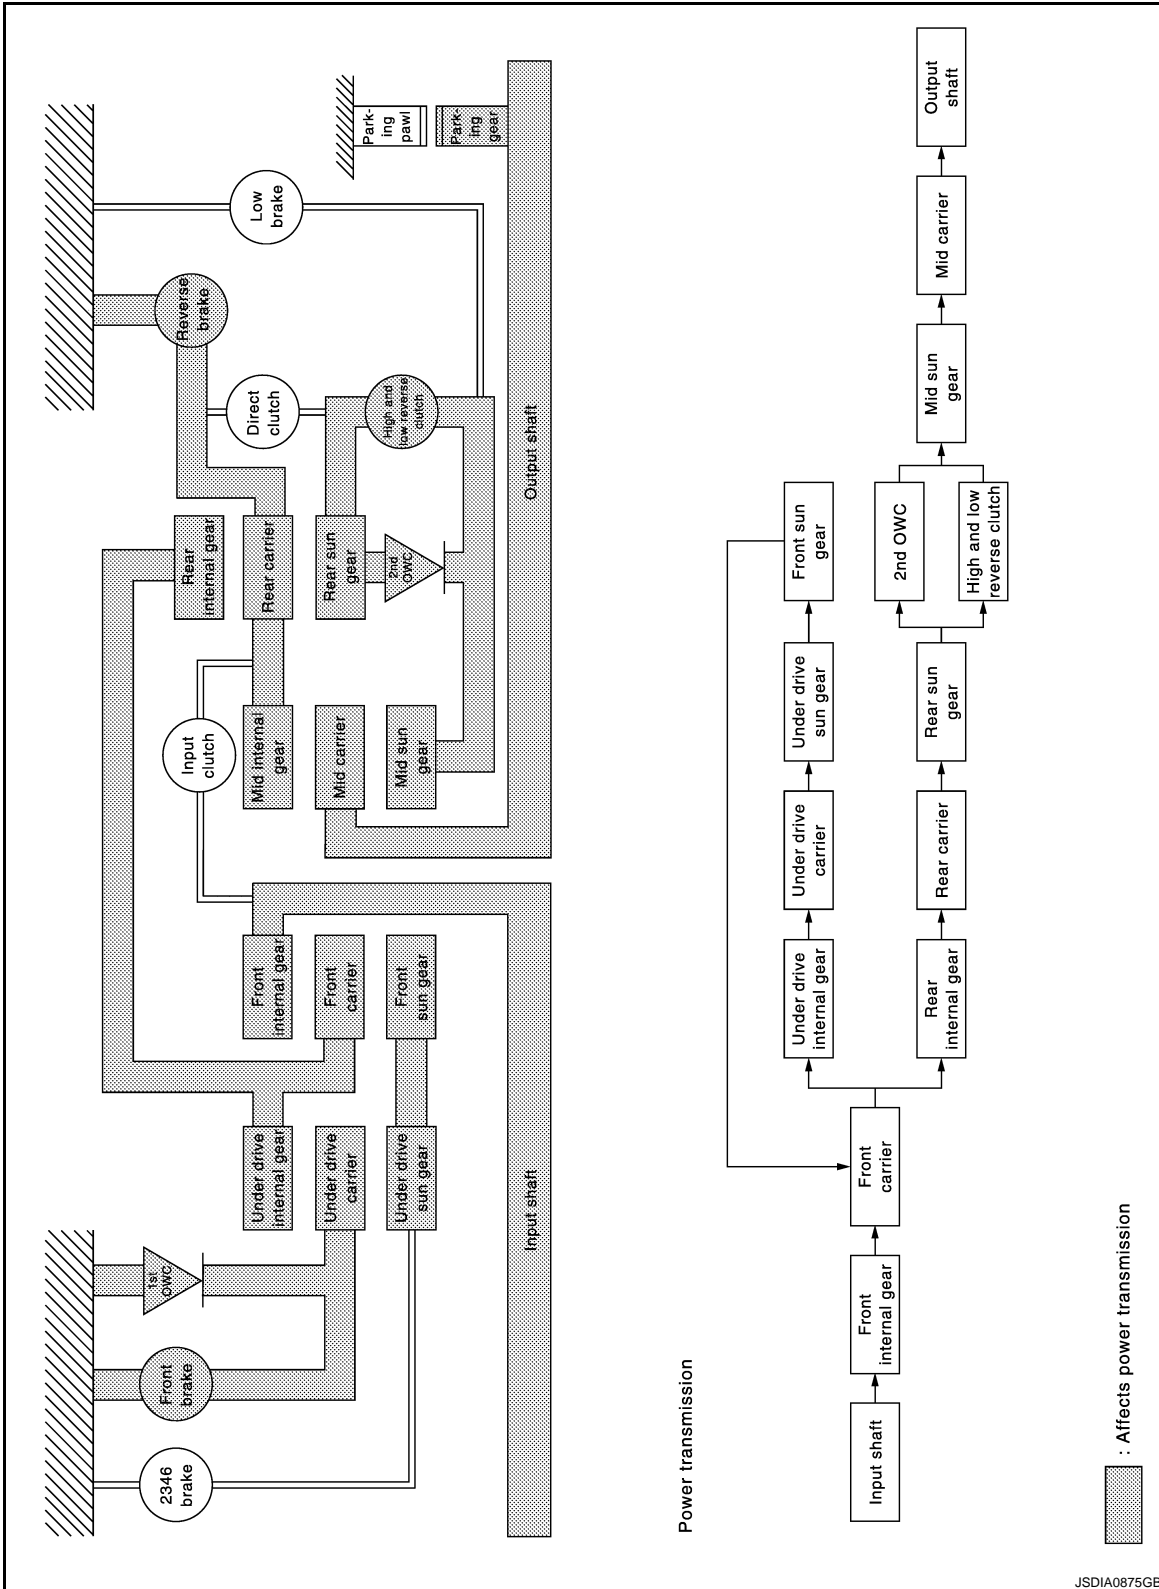 2346
brake
Front
brake
1st
OWC
Under drive
internal gear
Under drive
carrier
Under drive
sun gear
Front
internal gear
Front
carrier
Front
sun gear
Input shaft
Input
clutch
Mid internal
gear
Mid carrier
Mid sun
gear
Rear
internal gear
Rear carrier
Rear sun
gear
2nd
OWC
Direct
clutch
High and
low reverse
clutch
Reverse
brake
Low
brake
Park-
ing
pawl
Park-
ing
gear
Output shaft
Power transmission
Input shaft
Front
internal gear
Front
carrier
Under drive
internal gear
Under drive
carrier
Under drive
sun gear
Front sun
gear
Rear
internal gear
Rear carrier
Rear sun
gear
2nd OWC
High and low
reverse clutch
Mid sun
gear
Mid carrier
Output
shaft
: Affects power transmission
JSDIA0875GB